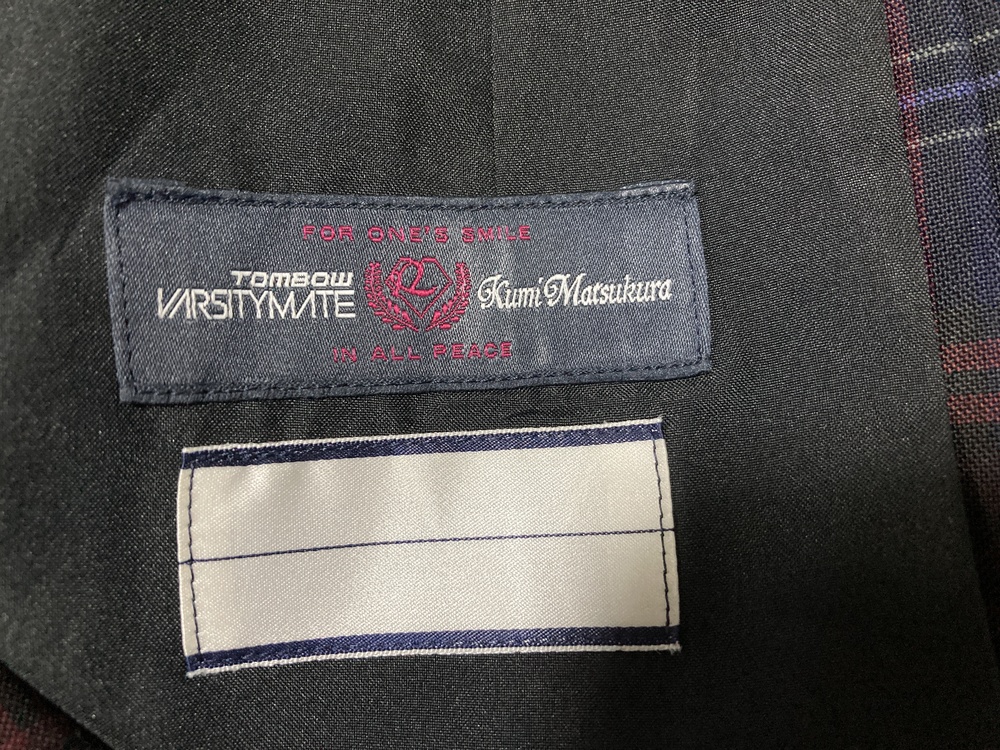 FOR ONE'S SMILE
TOMBOW
VARSITYMATE
Kumi Matsukura
IN ALL PEACE